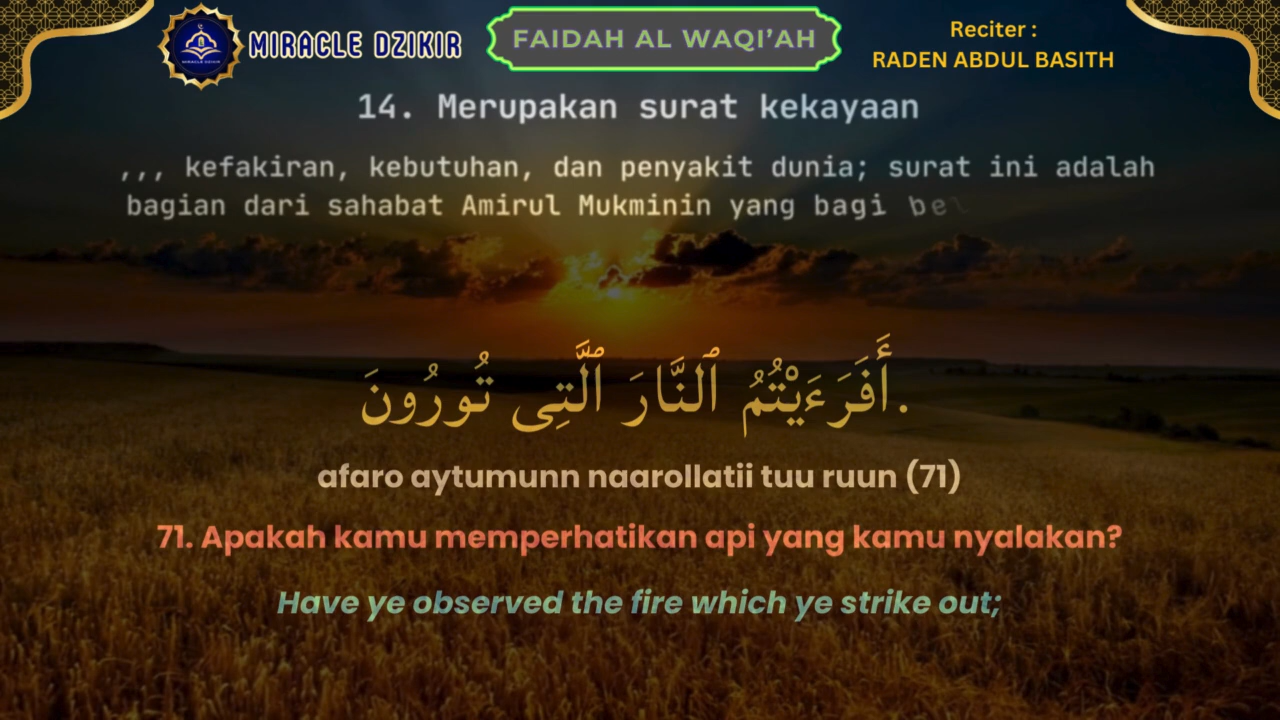 MIRACLE DZIKIR
FAIDAH AL WAQI'AH
Reciter :
RADEN ABDUL BASITH
14. Merupakan surat kekayaan
,,, kefakiran, kebutuhan, dan penyakit dunia; surat ini adalah
bagian dari sahabat Amirul Mukminin yang bagi
أَفَرَءَيْتُمُ ٱلنَّارَ ٱلَّتِى تُورُونَ.
afaro aytumunn naarollatii tuu ruun (71)
71. Apakah kamu memperhatikan api yang kamu nyalakan?
Have ye observed the fire which ye strike out;